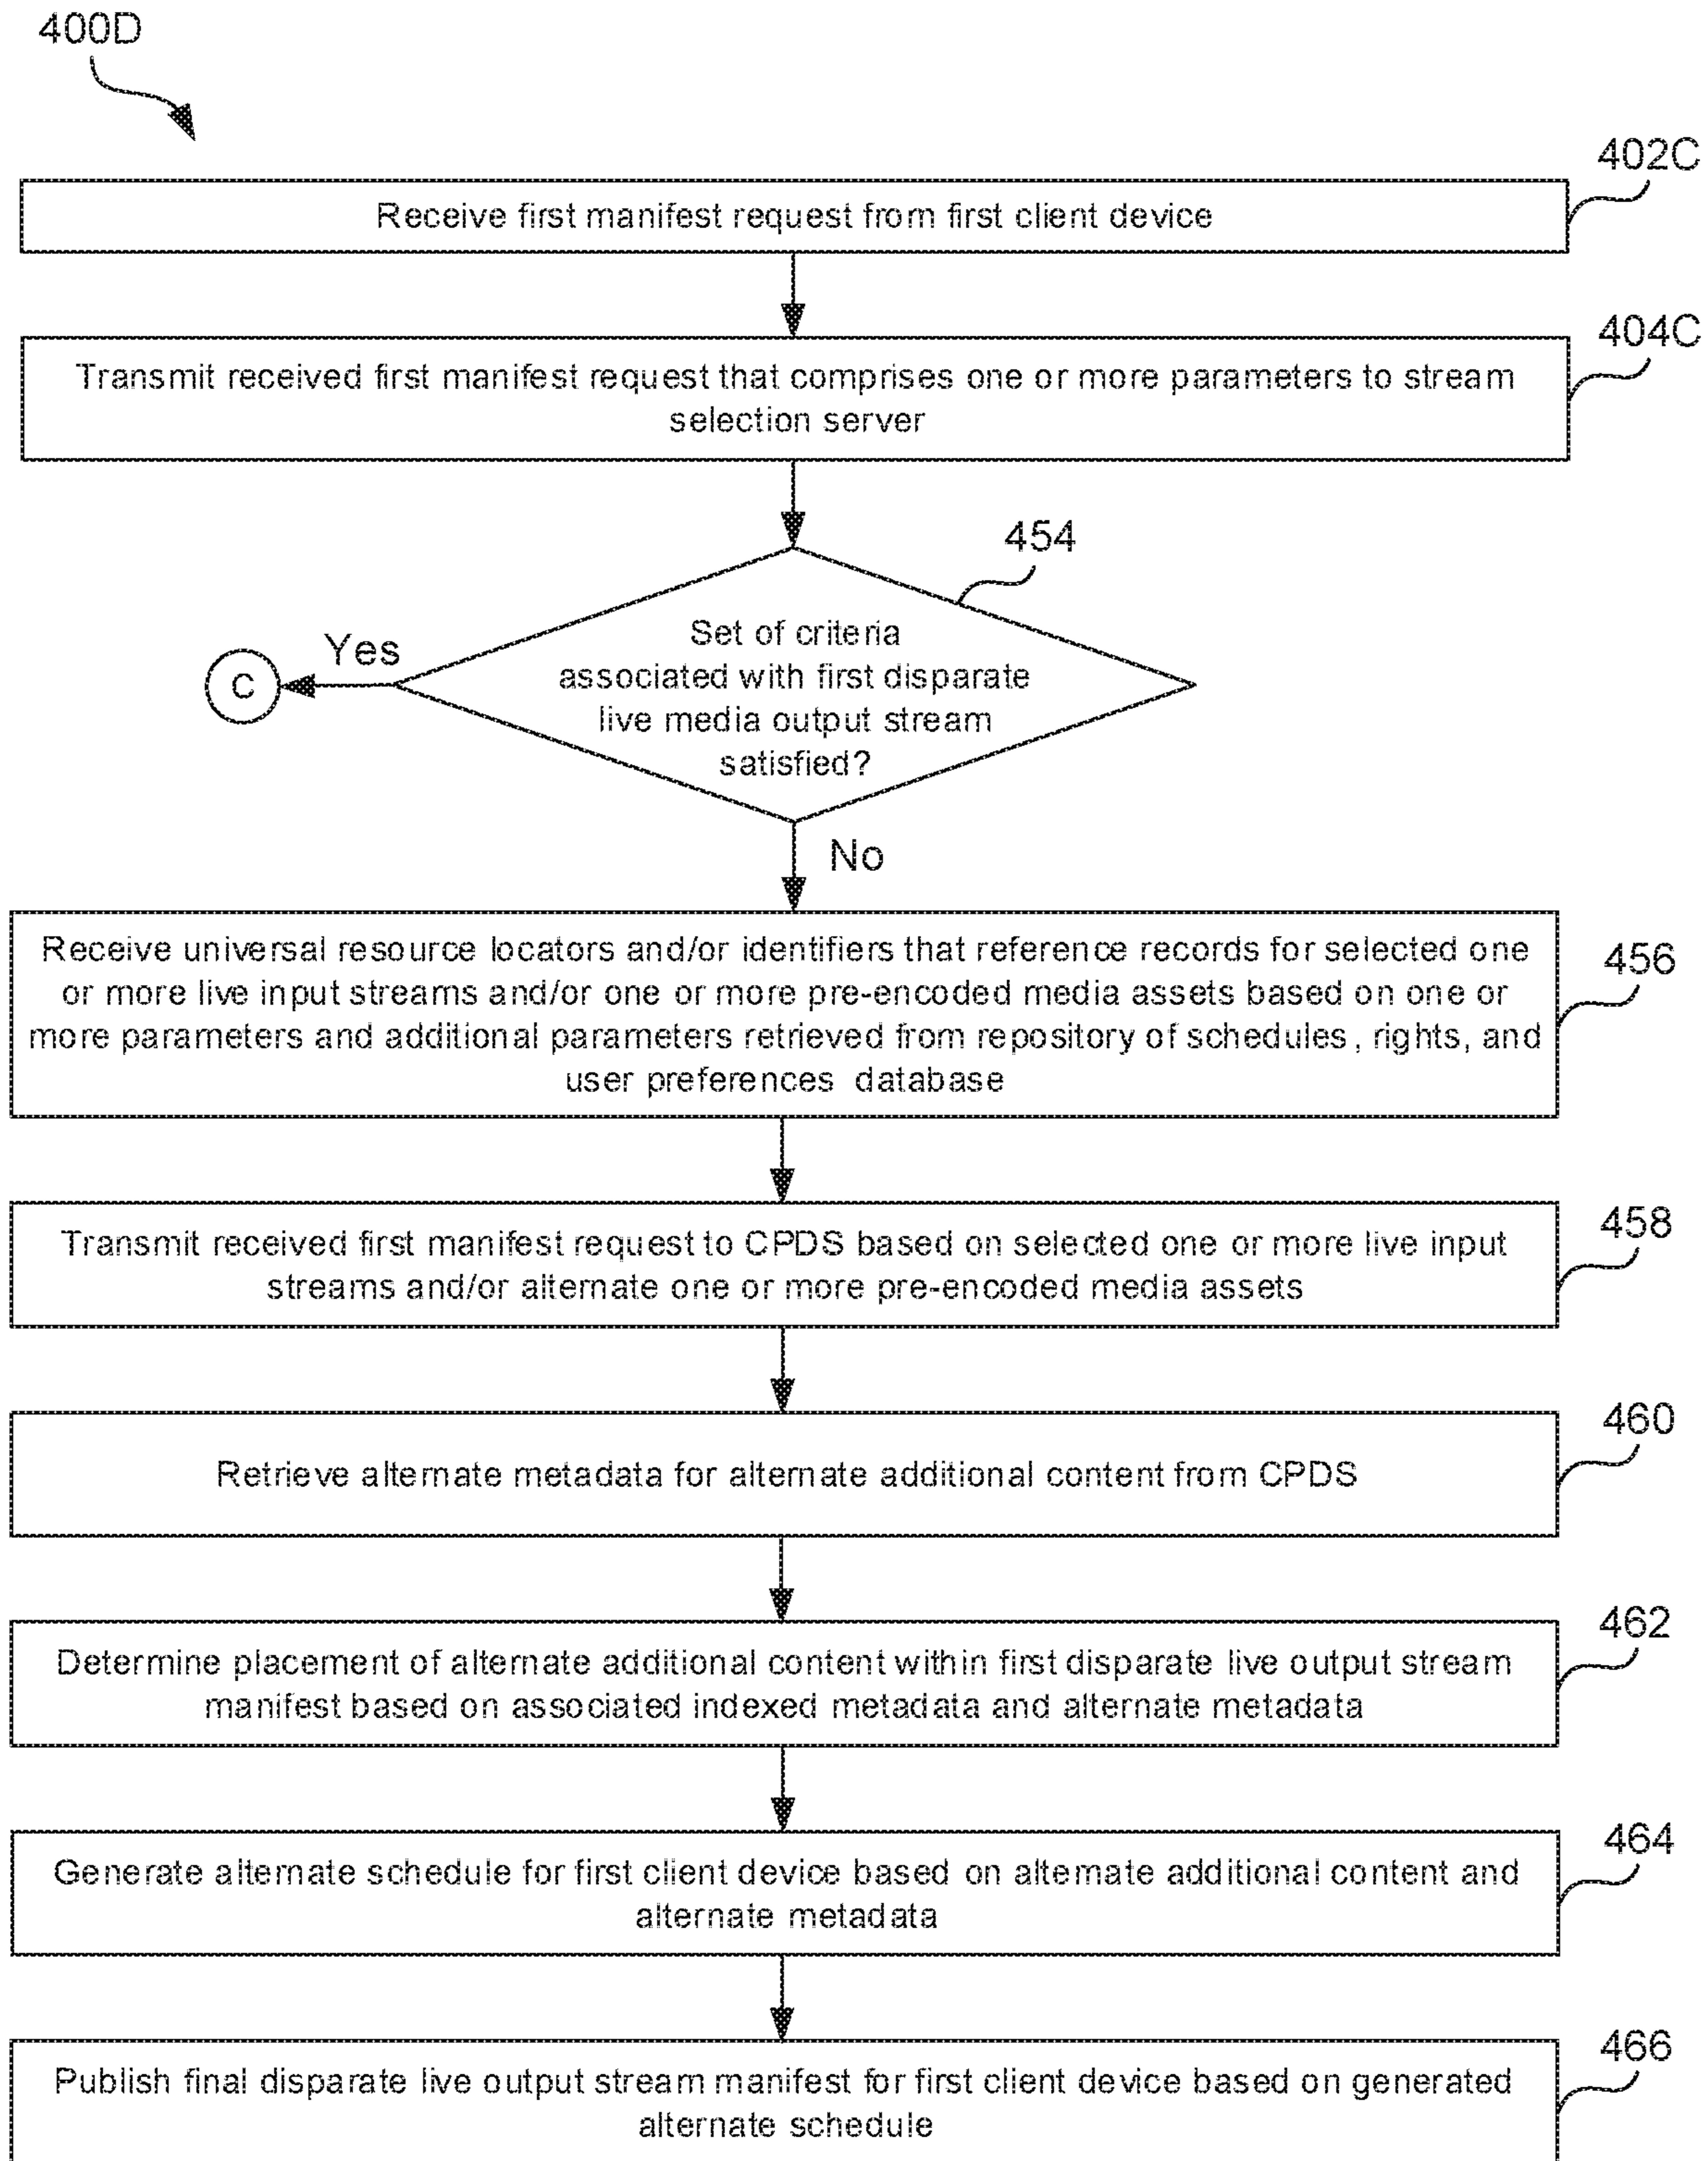 400D
402C
Receive first manifest request from first client device
404C
Transmit received first manifest request that comprises one or more parameters to stream
selection server
454
Set of criteria
associated with first disparate
live media output stream
satisfied?
Yes
C
No
456
Receive universal resource locators and/or identifiers that reference records for selected one
or more live input streams and/or one or more pre-encoded media assets based on one or
more parameters and additional parameters retrieved from repository of schedules, rights, and
user preferences database
458
Transmit received first manifest request to CPDS based on selected one or more live input
streams and/or alternate one or more pre-encoded media assets
460
Retrieve alternate metadata for alternate additional content from CPDS
462
Determine placement of alternate additional content within first disparate live output stream
manifest based on associated indexed metadata and alternate metadata
464
Generate alternate schedule for first client device based on alternate additional content and
alternate metadata
466
Publish final disparate live output stream manifest for first client device based on generated
alternate schedule